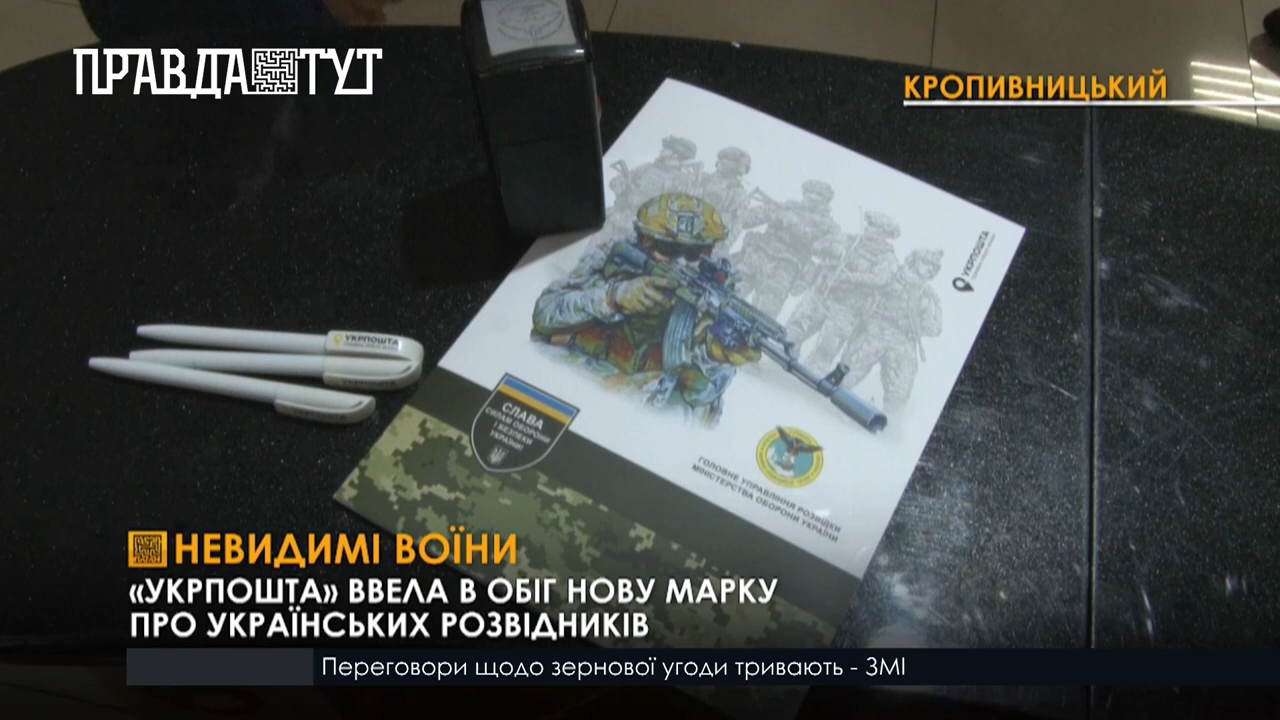 ПРАВДА ТУТ
КРОПИВНИЦЬКИЙ
УКРПОШТА
УКРПОШТА
УКРПОШТА
СЛАВА
СИЛАМ ОБОРОНИ
І БЕЗПЕКИ
УКРАЇНИ!
ГОЛОВНЕ УПРАВЛІННЯ РОЗВІДКИ
МІНІСТЕРСТВА ОБОРОНИ УКРАЇНИ
НЕВИДИМІ ВОЇНИ
«УКРПОШТА» ВВЕЛА В ОБІГ НОВУ МАРКУ
ПРО УКРАЇНСЬКИХ РОЗВІДНИКІВ
Переговори щодо зернової угоди тривають - ЗМІ